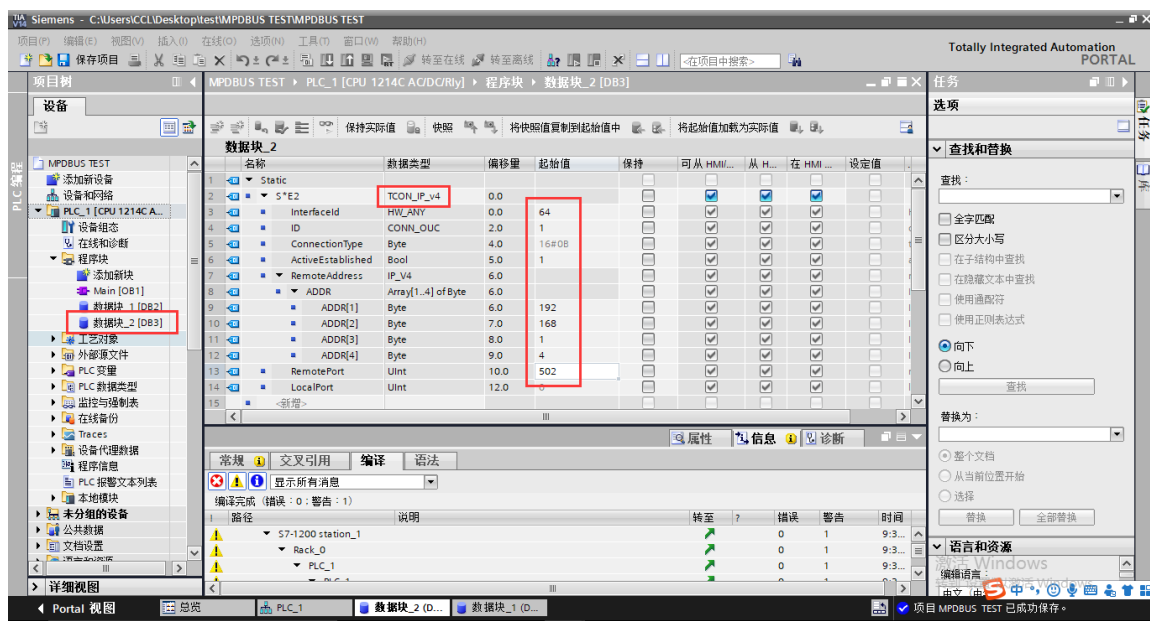 Siemens - C:\Users\CCL\Desktop\test\MPDBUS TEST\MPDBUS TEST
项目(P) 编辑(E) 视图(V) 插入(I) 在线(O) 选项(N) 工具(T) 窗口(W) 帮助(H)
Totally Integrated Automation
PORTAL
保存项目 转至在线 转至离线 <在项目中搜索>
项目树
MPDBUS TEST PLC_1 [CPU 1214C AC/DC/Rly] 程序块 数据块_2 [DB3]
任务
设备
选项
保持实际值 快照 将快照值复制到起始值中 将起始值加载为实际值
数据块_2
名称 数据类型 偏移量 起始值 保持 可从 HMI/... 从 H... 在 HMI ... 设定值
1 Static
2 S"E2 TCON_IP_v4 0.0
3 InterfaceId HW_ANY 0.0 64
4 ID CONN_OUC 2.0 1
5 ConnectionType Byte 4.0 16#0B
6 ActiveEstablished Bool 5.0 1
7 RemoteAddress IP_V4 6.0
8 ADDR Array[1..4] of Byte 6.0
9 ADDR[1] Byte 6.0 192
10 ADDR[2] Byte 7.0 168
11 ADDR[3] Byte 8.0 1
12 ADDR[4] Byte 9.0 4
13 RemotePort UInt 10.0 502
14 LocalPort UInt 12.0 0
15 <新增>
PLC 编程
MPDBUS TEST
添加新设备
设备和网络
PLC_1 [CPU 1214C A...
设备组态
在线和诊断
程序块
添加新块
Main [OB1]
数据块_1 [DB2]
数据块_2 [DB3]
工艺对象
外部源文件
PLC 变量
PLC 数据类型
监控与强制表
在线备份
Traces
设备代理数据
程序信息
PLC 报警文本列表
本地模块
未分组的设备
公共数据
文档设置
语言和资源
详细视图
属性 信息 诊断
常规 交叉引用 编译 语法
显示所有消息
编译完成（错误：0；警告：1）
! 路径 说明 转至 ? 错误 警告 时间
S7-1200 station_1 0 1 9:3...
Rack_0 0 1 9:3...
PLC_1 0 1 9:3...
查找和替换
查找：
全字匹配
区分大小写
在子结构中查找
在隐藏文本中查找
使用通配符
使用正则表达式
向下
向上
查找
替换为：
整个文档
从当前位置开始
选择
替换 全部替换
语言和资源
激活 Windows
编辑语言：
任务
库
Portal 视图 总览 PLC_1 数据块_2 (D... 数据块_1 (D...
项目 MPDBUS TEST 已成功保存。